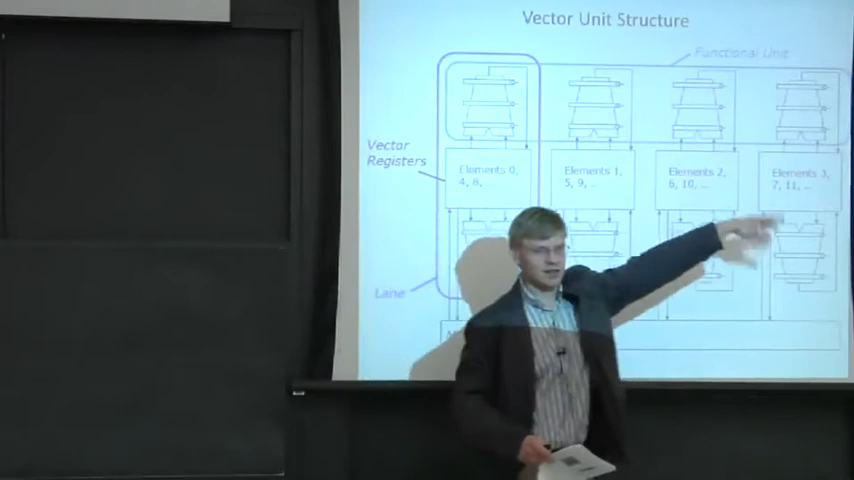 Vector Unit Structure
Functional Unit
Vector
Registers
Elements 0,
4, 8,
Elements 1,
5, 9, ..
Elements 2,
6, 10, ..
Elements 3,
7, 11, ..
Lane